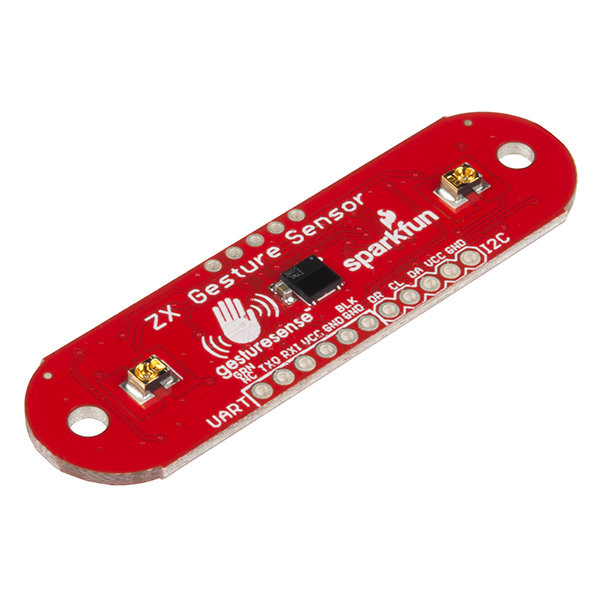 ZX Gesture Sensor
sparkfun
gesturesense
GRN
BLK
NC TXO RXI VCC GND GND DR CL DA VCC GND
UART
I2C